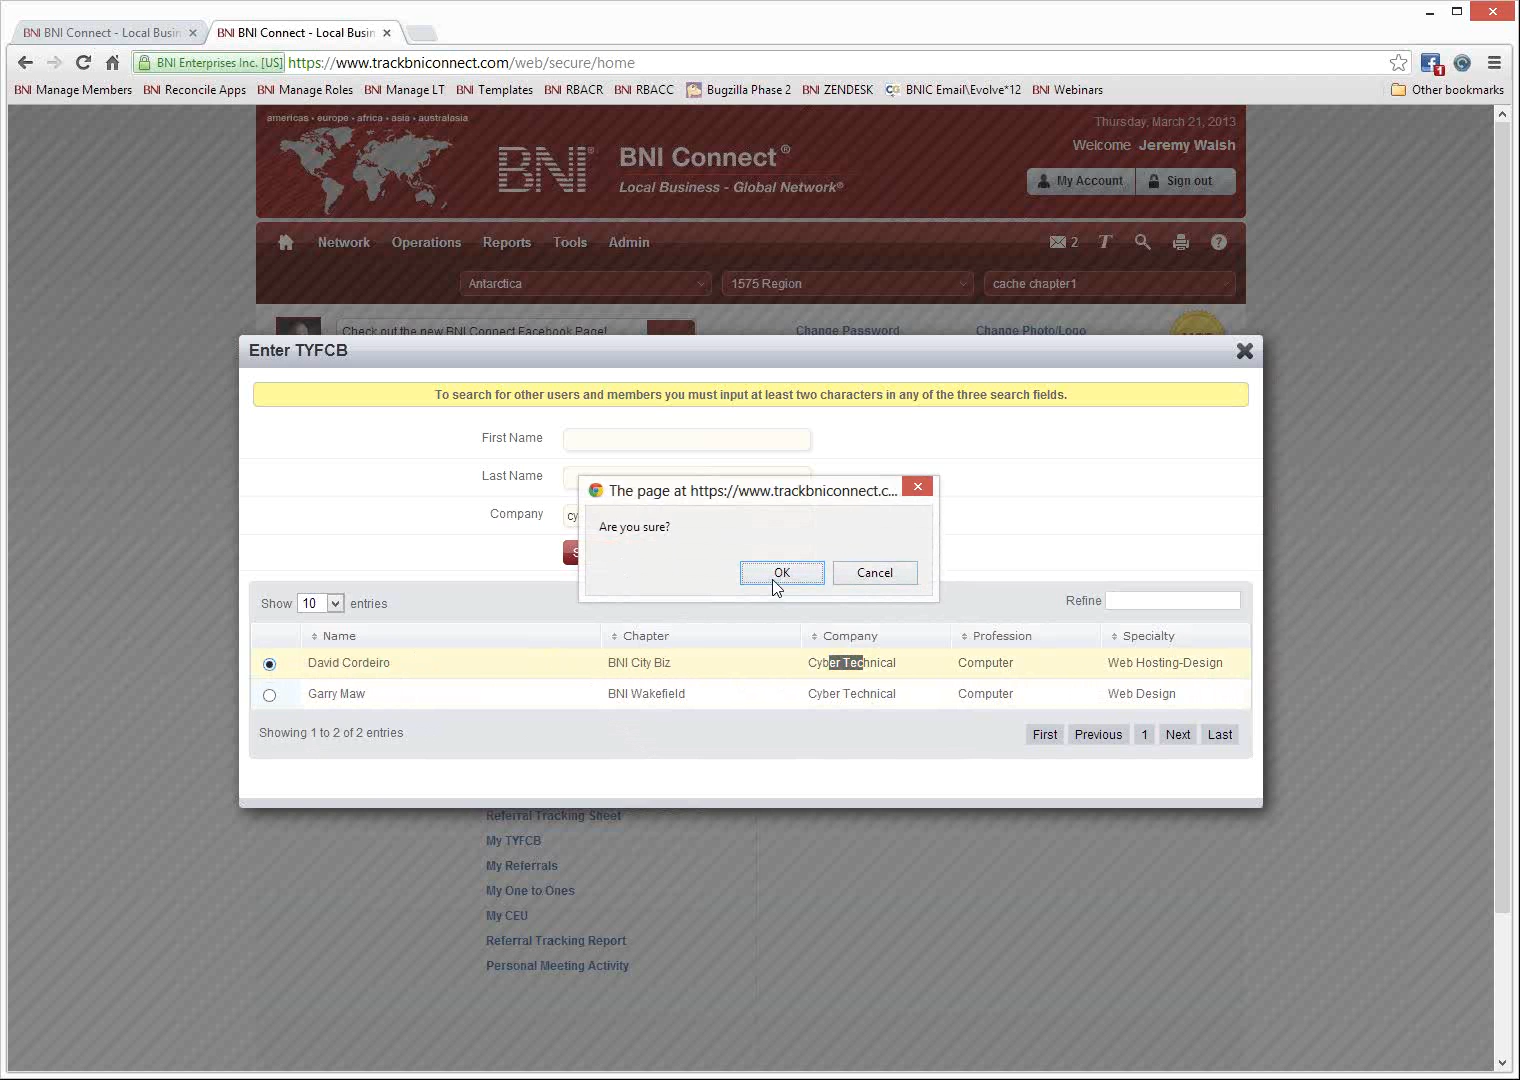 BNI BNI Connect - Local Busin
BNI BNI Connect - Local Busin
BNI Enterprises Inc. [US] https://www.trackbniconnect.com/web/secure/home
1
BNI Manage Members BNI Reconcile Apps BNI Manage Roles BNI Manage LT BNI Templates BNI RBACR BNI RBACC Bugzilla Phase 2 BNI ZENDESK BNIC Email\Evolve*12 BNI Webinars Other bookmarks
americas • europe • africa • asia • australasia
Thursday, March 21, 2013
BNI® BNI Connect®
Welcome Jeremy Walsh
Local Business - Global Network®
My Account Sign out
Network Operations Reports Tools Admin 2 T ?
Antarctica 1575 Region cache chapter1
Check out the new BNI Connect Facebook Page! Change Password Change Photo/Logo
Enter TYFCB
To search for other users and members you must input at least two characters in any of the three search fields.
First Name
Last Name
The page at https://www.trackbniconnect.c...
Company cy
Are you sure?
S
OK Cancel
Show 10 entries
Refine
Name Chapter Company Profession Specialty
David Cordeiro BNI City Biz Cyber Technical Computer Web Hosting-Design
Garry Maw BNI Wakefield Cyber Technical Computer Web Design
Showing 1 to 2 of 2 entries First Previous 1 Next Last
Referral Tracking Sheet
My TYFCB
My Referrals
My One to Ones
My CEU
Referral Tracking Report
Personal Meeting Activity